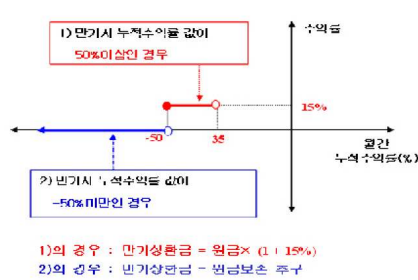 1) 만기시 누적수익률 값이
50%이상인 경우
수익률
15%
-50
35
월간
누적수익률(%)
2) 만기시 누적수익률 값이
-50%미만인 경우
1)의 경우 : 만기상환금 = 원금× (1 + 15%)
2)의 경우 : 만기상환금 = 원금보존 추구